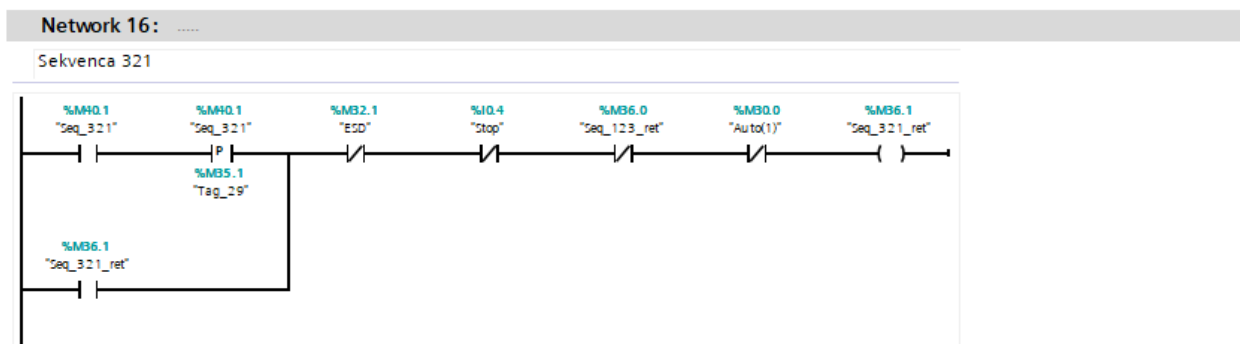 Network 16: .....
Sekvenca 321
%M40.1 %M40.1 %M32.1 %I0.4 %M36.0 %M30.0 %M36.1
"Seq_321" "Seq_321" "ESD" "Stop" "Seq_123_ret" "Auto(1)" "Seq_321_ret"
P
%M35.1
"Tag_29"
%M36.1
"Seq_321_ret"